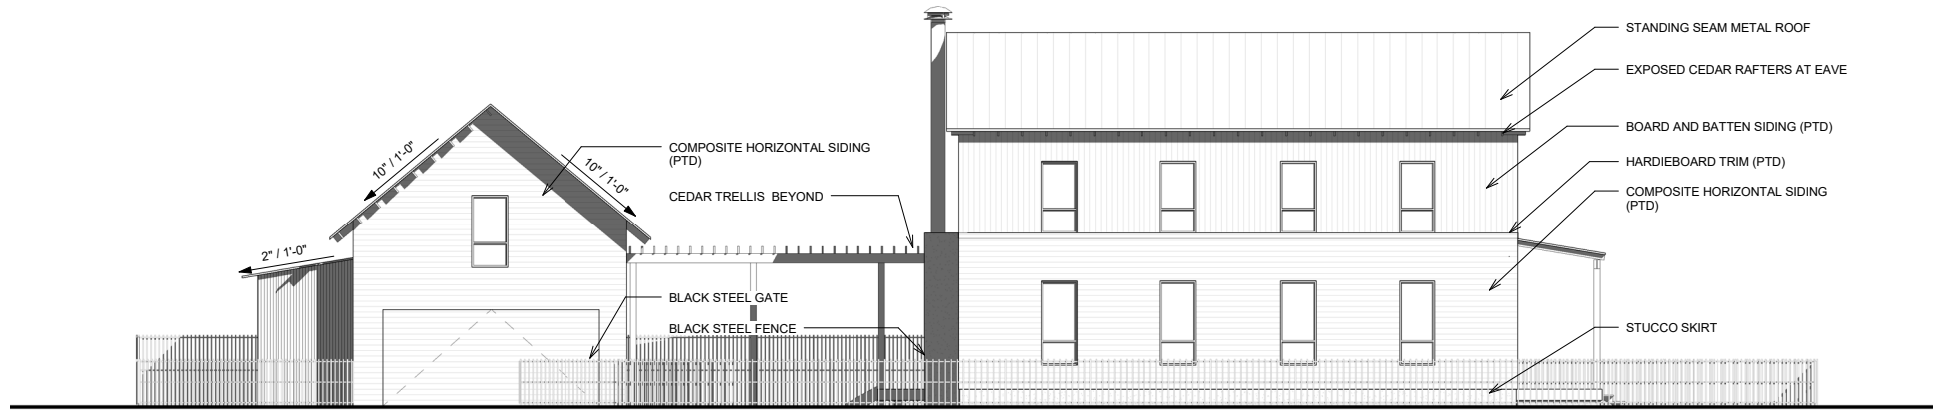 STANDING SEAM METAL ROOF
EXPOSED CEDAR RAFTERS AT EAVE
BOARD AND BATTEN SIDING (PTD)
HARDIEBOARD TRIM (PTD)
COMPOSITE HORIZONTAL SIDING
(PTD)
STUCCO SKIRT
COMPOSITE HORIZONTAL SIDING
(PTD)
CEDAR TRELLIS  BEYOND
BLACK STEEL GATE
BLACK STEEL FENCE
10" / 1'-0"
10" / 1'-0"
2" / 1'-0"